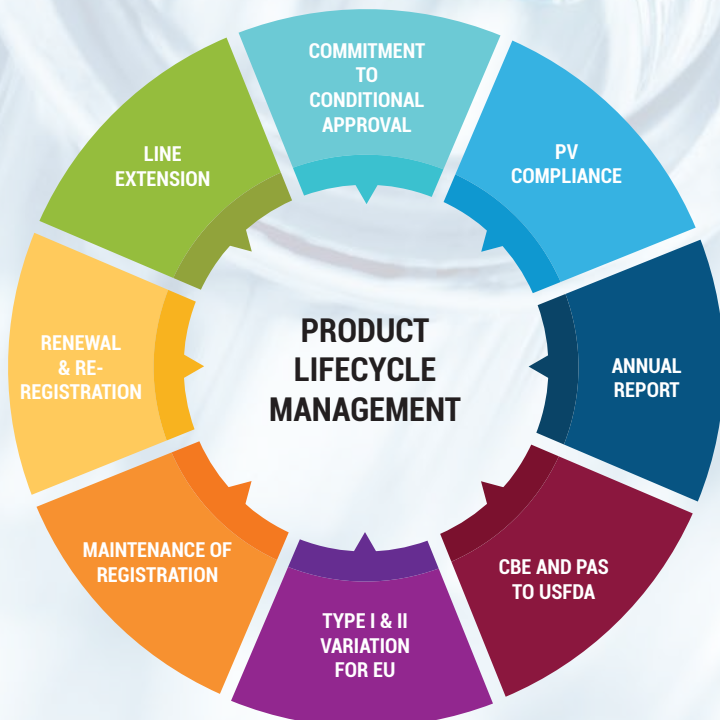 COMMITMENT
TO
CONDITIONAL
APPROVAL
PV
COMPLIANCE
ANNUAL
REPORT
CBE AND PAS
TO USFDA
TYPE I & II
VARIATION
FOR EU
MAINTENANCE OF
REGISTRATION
RENEWAL
& RE-
REGISTRATION
LINE
EXTENSION
PRODUCT
LIFECYCLE
MANAGEMENT